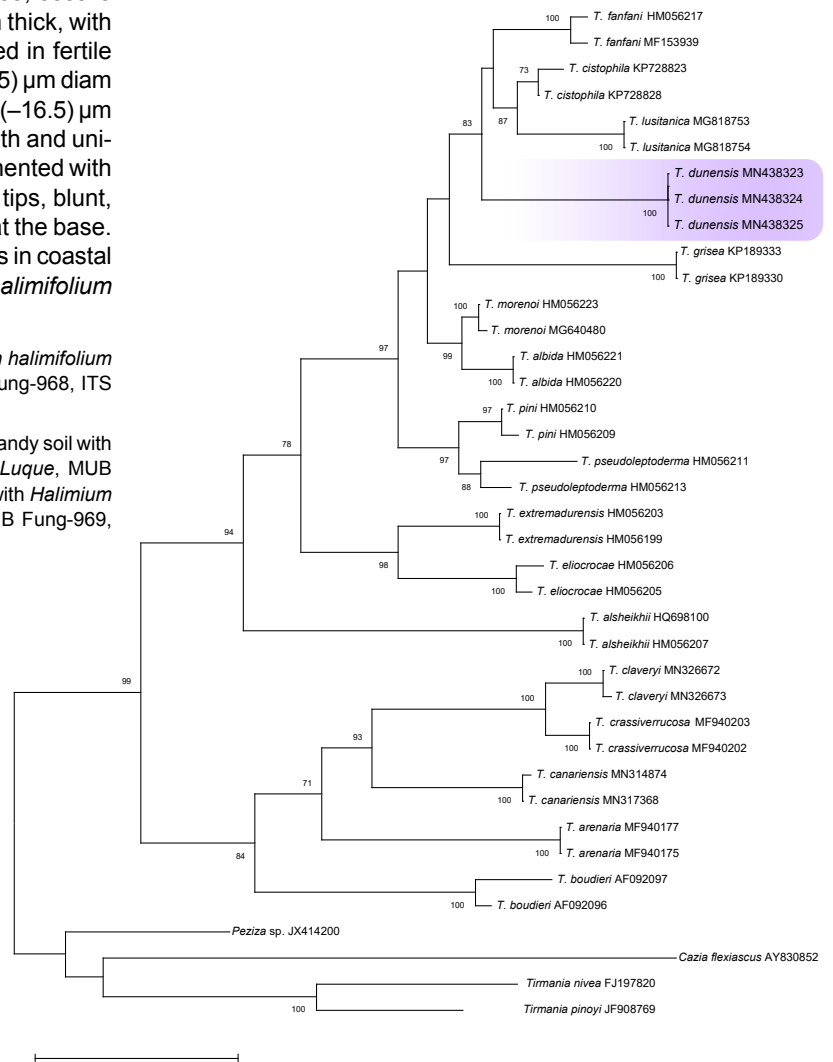 thick, with
ed in fertile
5) µm diam
(–16.5) µm
th and uni-
mented with
tips, blunt,
at the base.
s in coastal
alimifolium
halimifolium
ung-968, ITS
andy soil with
Luque, MUB
with Halimium
B Fung-969,
100
T. fanfani HM056217
T. fanfani MF153939
73
T. cistophila KP728823
T. cistophila KP728828
83
87
T. lusitanica MG818753
100
T. lusitanica MG818754
T. dunensis MN438323
T. dunensis MN438324
100
T. dunensis MN438325
T. grisea KP189333
100
T. grisea KP189330
100
T. morenoi HM056223
T. morenoi MG640480
97
99
T. albida HM056221
100
T. albida HM056220
97
T. pini HM056210
T. pini HM056209
78
97
T. pseudoleptoderma HM056211
88
T. pseudoleptoderma HM056213
100
T. extremadurensis HM056203
94
T. extremadurensis HM056199
98
T. eliocrocae HM056206
100
T. eliocrocae HM056205
T. alsheikhii HQ698100
100
T. alsheikhii HM056207
99
100
T. claveryi MN326672
100
T. claveryi MN326673
T. crassiverrucosa MF940203
93
100
T. crassiverrucosa MF940202
T. canariensis MN314874
71
100
T. canariensis MN317368
T. arenaria MF940177
84
100
T. arenaria MF940175
T. boudieri AF092097
100
T. boudieri AF092096
Peziza sp. JX414200
Cazia flexiascus AY830852
Tirmania nivea FJ197820
100
Tirmania pinoyi JF908769